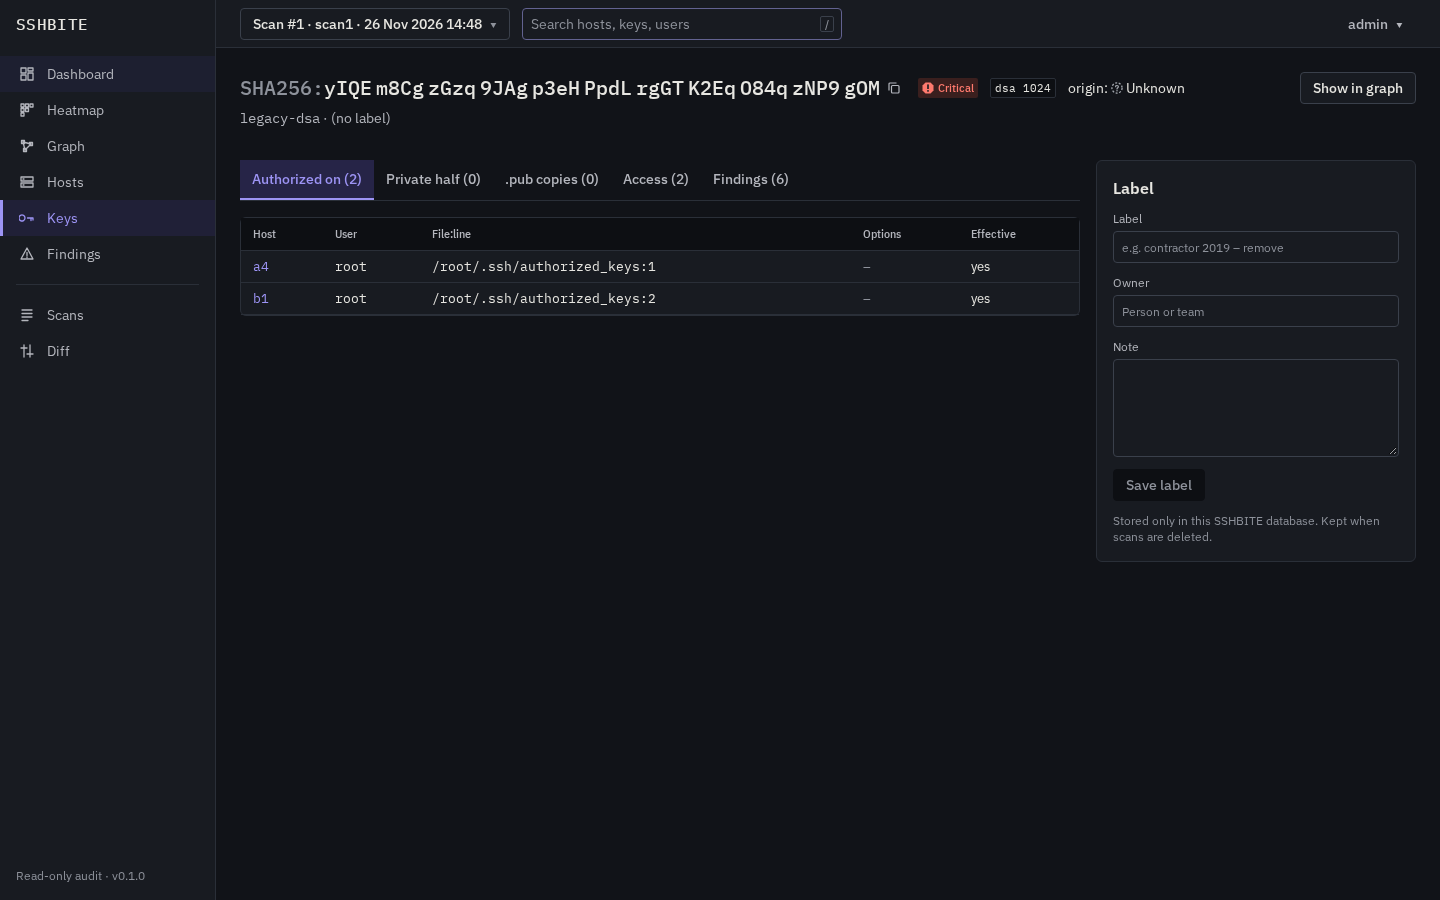 SSHBITE
Scan #1 · scan1 · 26 Nov 2026 14:48 ▾
Search hosts, keys, users /
admin ▾
Dashboard
Heatmap
Graph
Hosts
Keys
Findings
Scans
Diff
Read-only audit · v0.1.0
SHA256:yIQE m8Cg zGzq 9JAg p3eH PpdL rgGT K2Eq O84q zNP9 gOM Critical dsa 1024 origin: Unknown Show in graph
legacy-dsa · (no label)
Authorized on (2) Private half (0) .pub copies (0) Access (2) Findings (6)
Host User File:line Options Effective
a4 root /root/.ssh/authorized_keys:1 – yes
b1 root /root/.ssh/authorized_keys:2 – yes
Label
Label
e.g. contractor 2019 – remove
Owner
Person or team
Note
Save label
Stored only in this SSHBITE database. Kept when
scans are deleted.